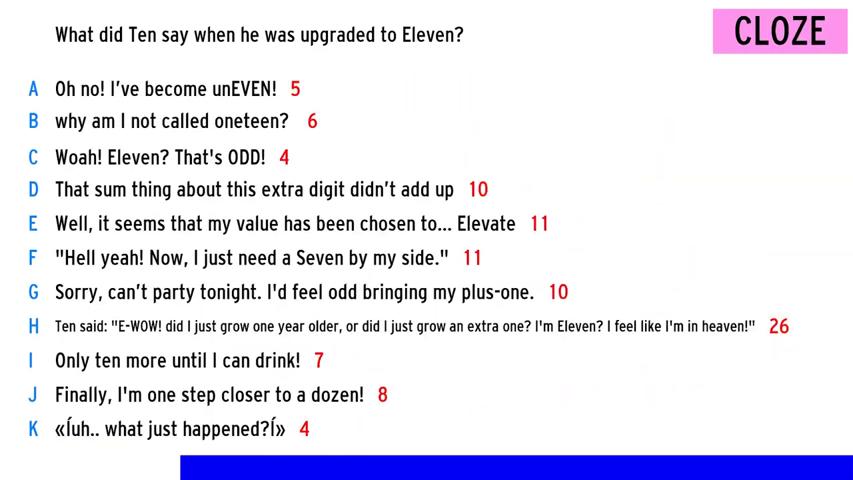 What did Ten say when he was upgraded to Eleven?
CLOZE
A Oh no! I've become unEVEN! 5
B why am I not called oneteen? 6
C Woah! Eleven? That's ODD! 4
D That sum thing about this extra digit didn't add up 10
E Well, it seems that my value has been chosen to... Elevate 11
F "Hell yeah! Now, I just need a Seven by my side." 11
G Sorry, can't party tonight. I'd feel odd bringing my plus-one. 10
H Ten said: "E-WOW! did I just grow one year older, or did I just grow an extra one? I'm Eleven? I feel like I'm in heaven!" 26
I Only ten more until I can drink! 7
J Finally, I'm one step closer to a dozen! 8
K «Íuh.. what just happened?Í» 4